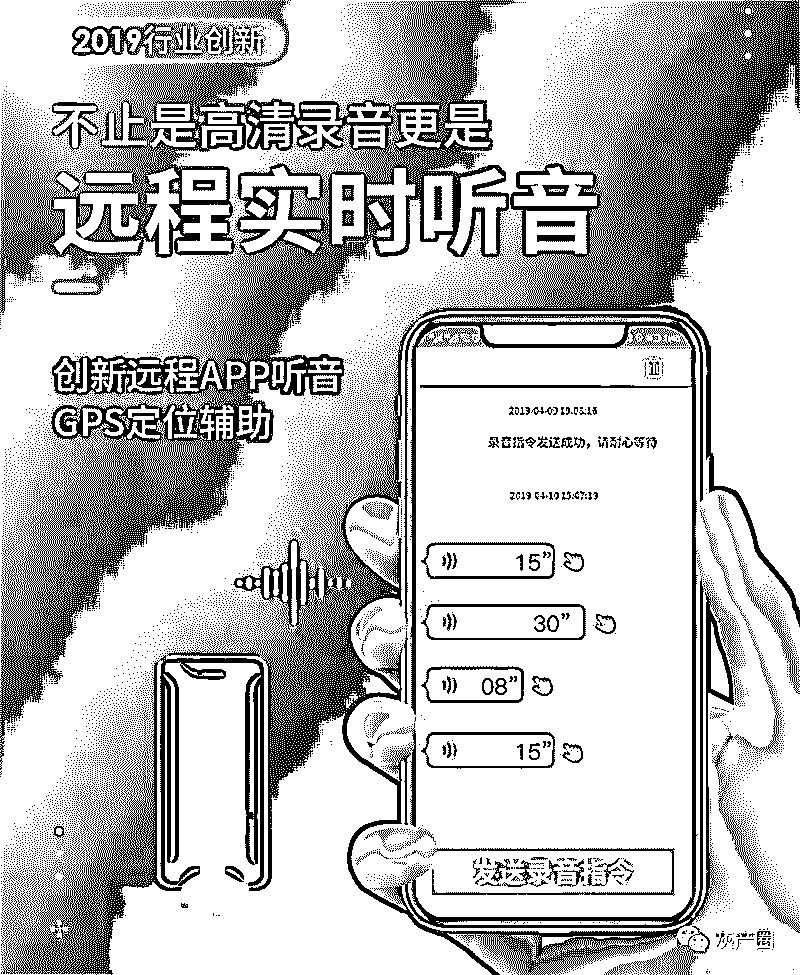 2019行业创新
不止是高清录音更是
远程实时听音
创新远程APP听音
GPS定位辅助
录音指令发送成功，请耐心等待
15”
30”
08”
15”
发送录音指令
灰产圈